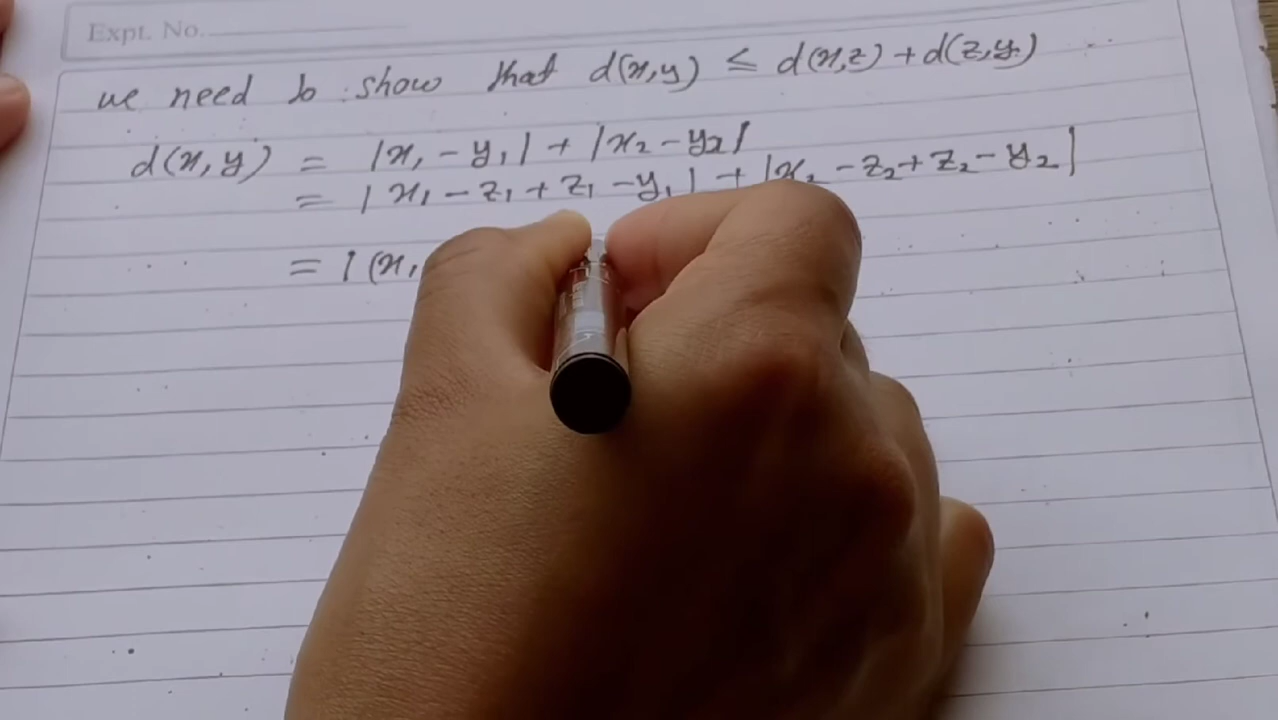 Expt. No.
we need to show that d(x,y) ≤ d(x,z) + d(z,y)
d(x,y) = |x₁ - y₁| + |x₂ - y₂|
= |x₁ - z₁ + z₁ - y₁| + |x₂ - z₂ + z₂ - y₂|
= |(x₁